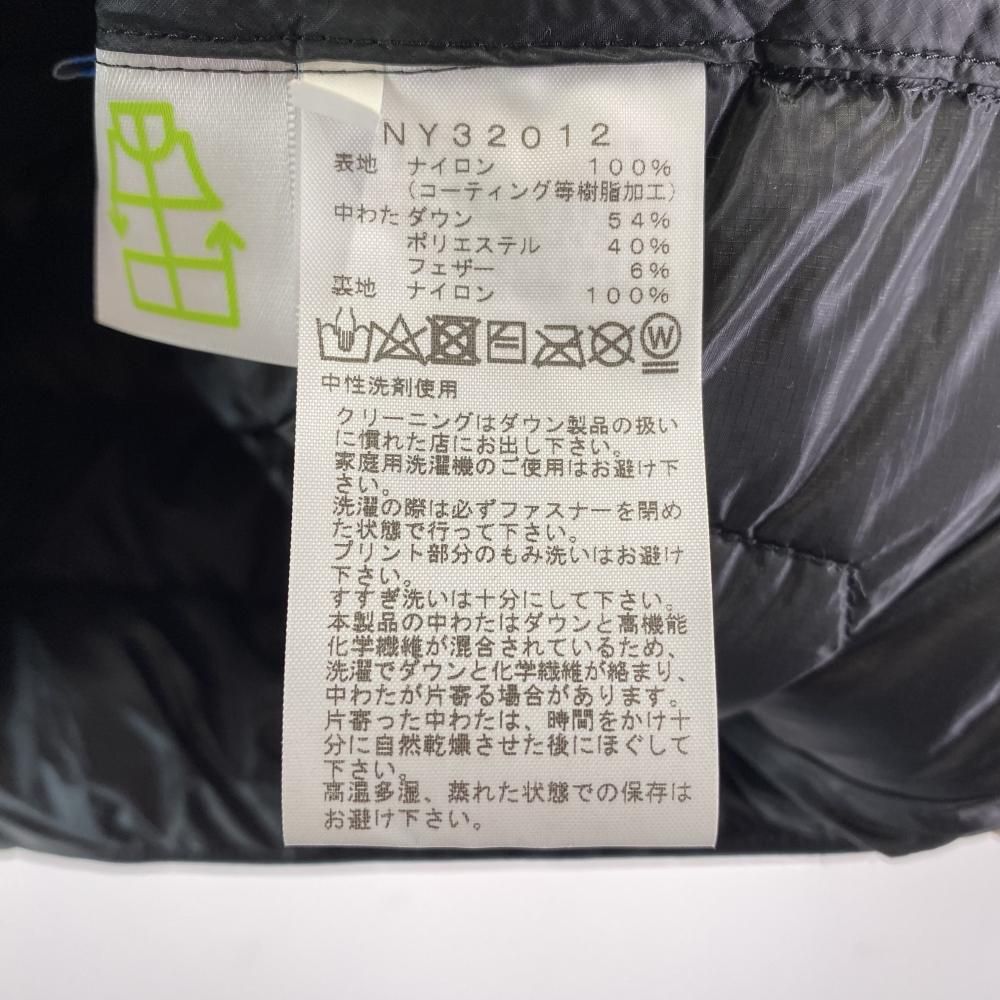 NY32012
表地 ナイロン 100%
(コーティング等樹脂加工)
中わた ダウン 54%
ポリエステル 40%
フェザー 6%
裏地 ナイロン 100%
W
中性洗剤使用
クリーニングはダウン製品の扱い
に慣れた店にお出し下さい。
家庭用洗濯機のご使用はお避け下
さい。
洗濯の際は必ずファスナーを閉め
た状態で行って下さい。
プリント部分のもみ洗いはお避け
下さい。
すすぎ洗いは十分にして下さい。
本製品の中わたはダウンと高機能
化学繊維が混合されているため、
洗濯でダウンと化学繊維が絡まり、
中わたが片寄る場合があります。
片寄った中わたは、時間をかけ十
分に自然乾燥させた後にほぐして
下さい。
高温多湿、蒸れた状態での保存は
お避け下さい。